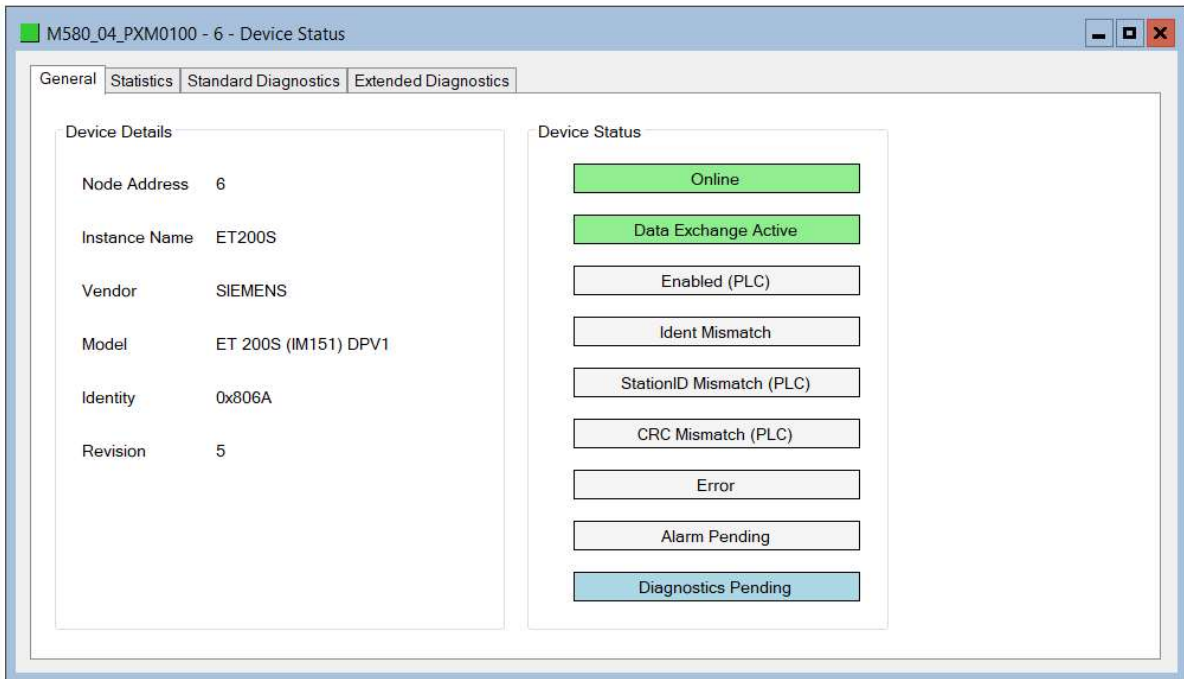 M580_04_PXM0100 - 6 - Device Status
General Statistics Standard Diagnostics Extended Diagnostics
Device Details
Node Address 6
Instance Name ET200S
Vendor SIEMENS
Model ET 200S (IM151) DPV1
Identity 0x806A
Revision 5
Device Status
Online
Data Exchange Active
Enabled (PLC)
Ident Mismatch
StationID Mismatch (PLC)
CRC Mismatch (PLC)
Error
Alarm Pending
Diagnostics Pending